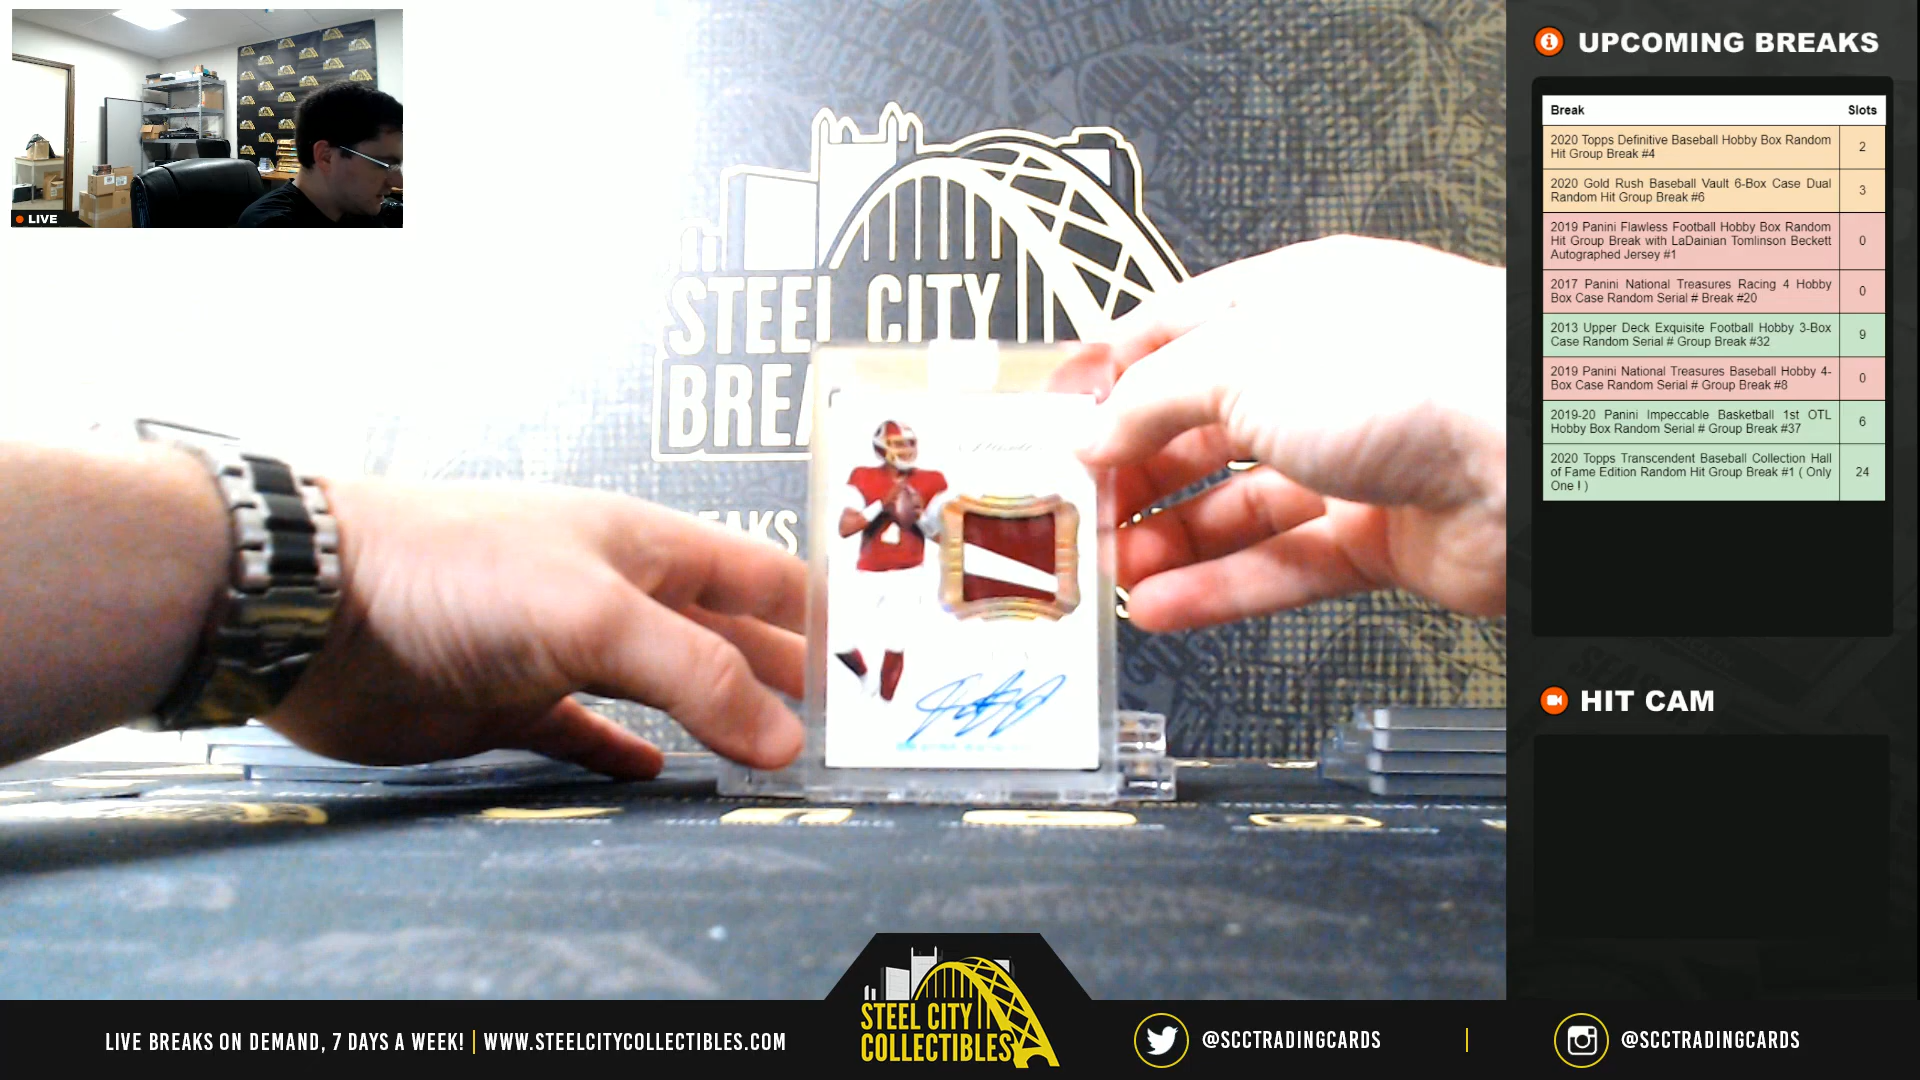 LIVE
STEEL CITY
BREA
EAKS
UPCOMING BREAKS
Break Slots
2020 Topps Definitive Baseball Hobby Box Random
Hit Group Break #4
2
2020 Gold Rush Baseball Vault 6-Box Case Dual
Random Hit Group Break #6
3
2019 Panini Flawless Football Hobby Box Random
Hit Group Break with LaDainian Tomlinson Beckett
Autographed Jersey #1
0
2017 Panini National Treasures Racing 4 Hobby
Box Case Random Serial # Break #20
0
2013 Upper Deck Exquisite Football Hobby 3-Box
Case Random Serial # Group Break #32
9
2019 Panini National Treasures Baseball Hobby 4-
Box Case Random Serial # Group Break #8
0
2019-20 Panini Impeccable Basketball 1st OTL
Hobby Box Random Serial # Group Break #37
6
2020 Topps Transcendent Baseball Collection Hall
of Fame Edition Random Hit Group Break #1 ( Only
One ! )
24
HIT CAM
LIVE BREAKS ON DEMAND, 7 DAYS A WEEK! | WWW.STEELCITYCOLLECTIBLES.COM
STEEL CITY
COLLECTIBLES
@SCCTRADINGCARDS | @SCCTRADINGCARDS